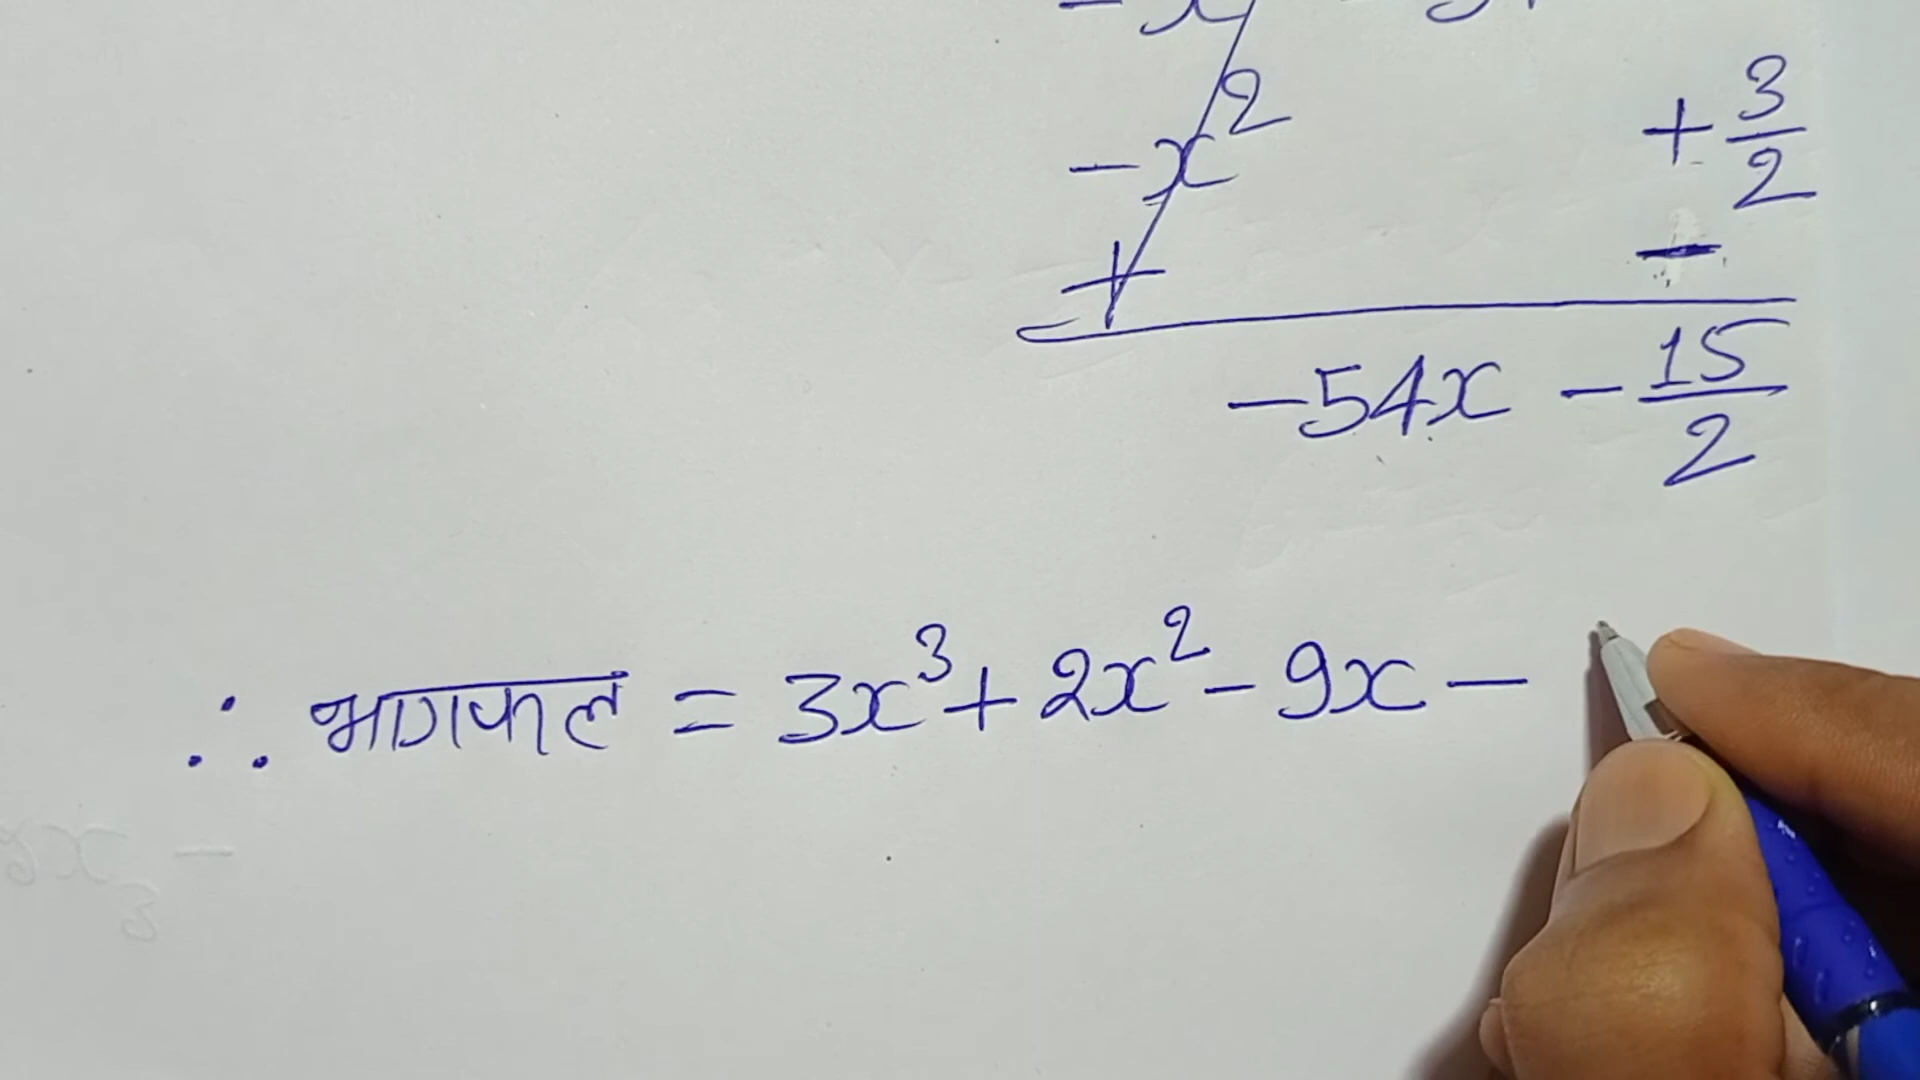 -x² + 3/2
+ -
-54x - 15/2
∴ भागफल = 3x³ + 2x² - 9x -